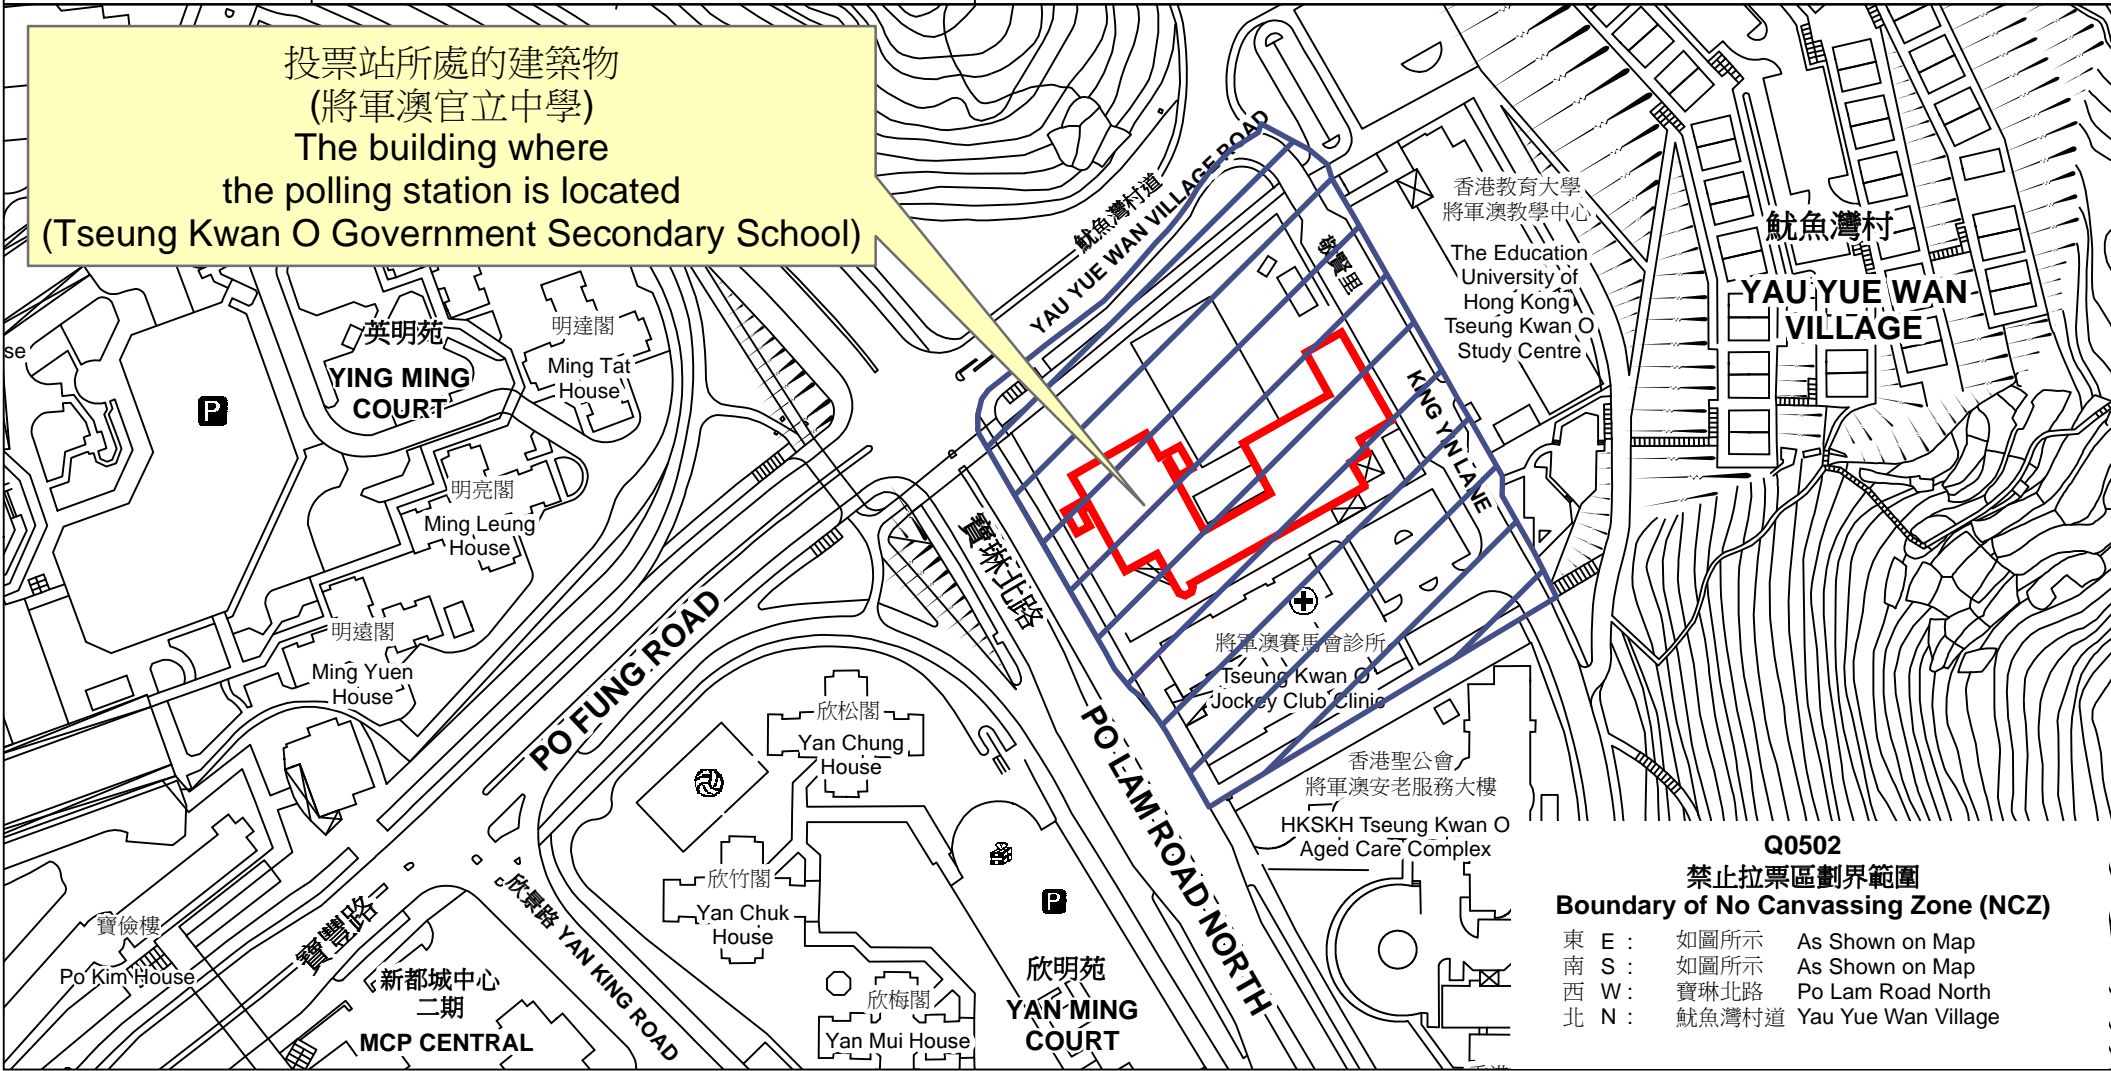 投票站所處的建築物
(將軍澳官立中學)
The building where
the polling station is located
(Tseung Kwan O Government Secondary School)
魷魚灣村道
YAU YUE WAN VILLAGE ROAD
敬賢里
KING YIN LANE
香港教育大學
將軍澳教學中心
The Education
University of
Hong Kong
Tseung Kwan O
Study Centre
魷魚灣村
YAU YUE WAN
VILLAGE
se
英明苑
YING MING
COURT
明達閣
Ming Tat
House
P
明亮閣
Ming Leung
House
明遠閣
Ming Yuen
House
寶琳北路
PO LAM ROAD NORTH
PO FUNG ROAD
寶豐路
將軍澳賽馬會診所
Tseung Kwan O
Jockey Club Clinic
欣松閣
Yan Chung
House
香港聖公會
將軍澳安老服務大樓
HKSKH Tseung Kwan O
Aged Care Complex
欣竹閣
Yan Chuk
House
P
欣景路 YAN KING ROAD
寶儉樓
Po Kim House
新都城中心
二期
MCP CENTRAL
欣梅閣
Yan Mui House
欣明苑
YAN MING
COURT
Q0502
禁止拉票區劃界範圍
Boundary of No Canvassing Zone (NCZ)
東 E : 如圖所示 As Shown on Map
南 S : 如圖所示 As Shown on Map
西 W : 寶琳北路 Po Lam Road North
北 N : 魷魚灣村道 Yau Yue Wan Village